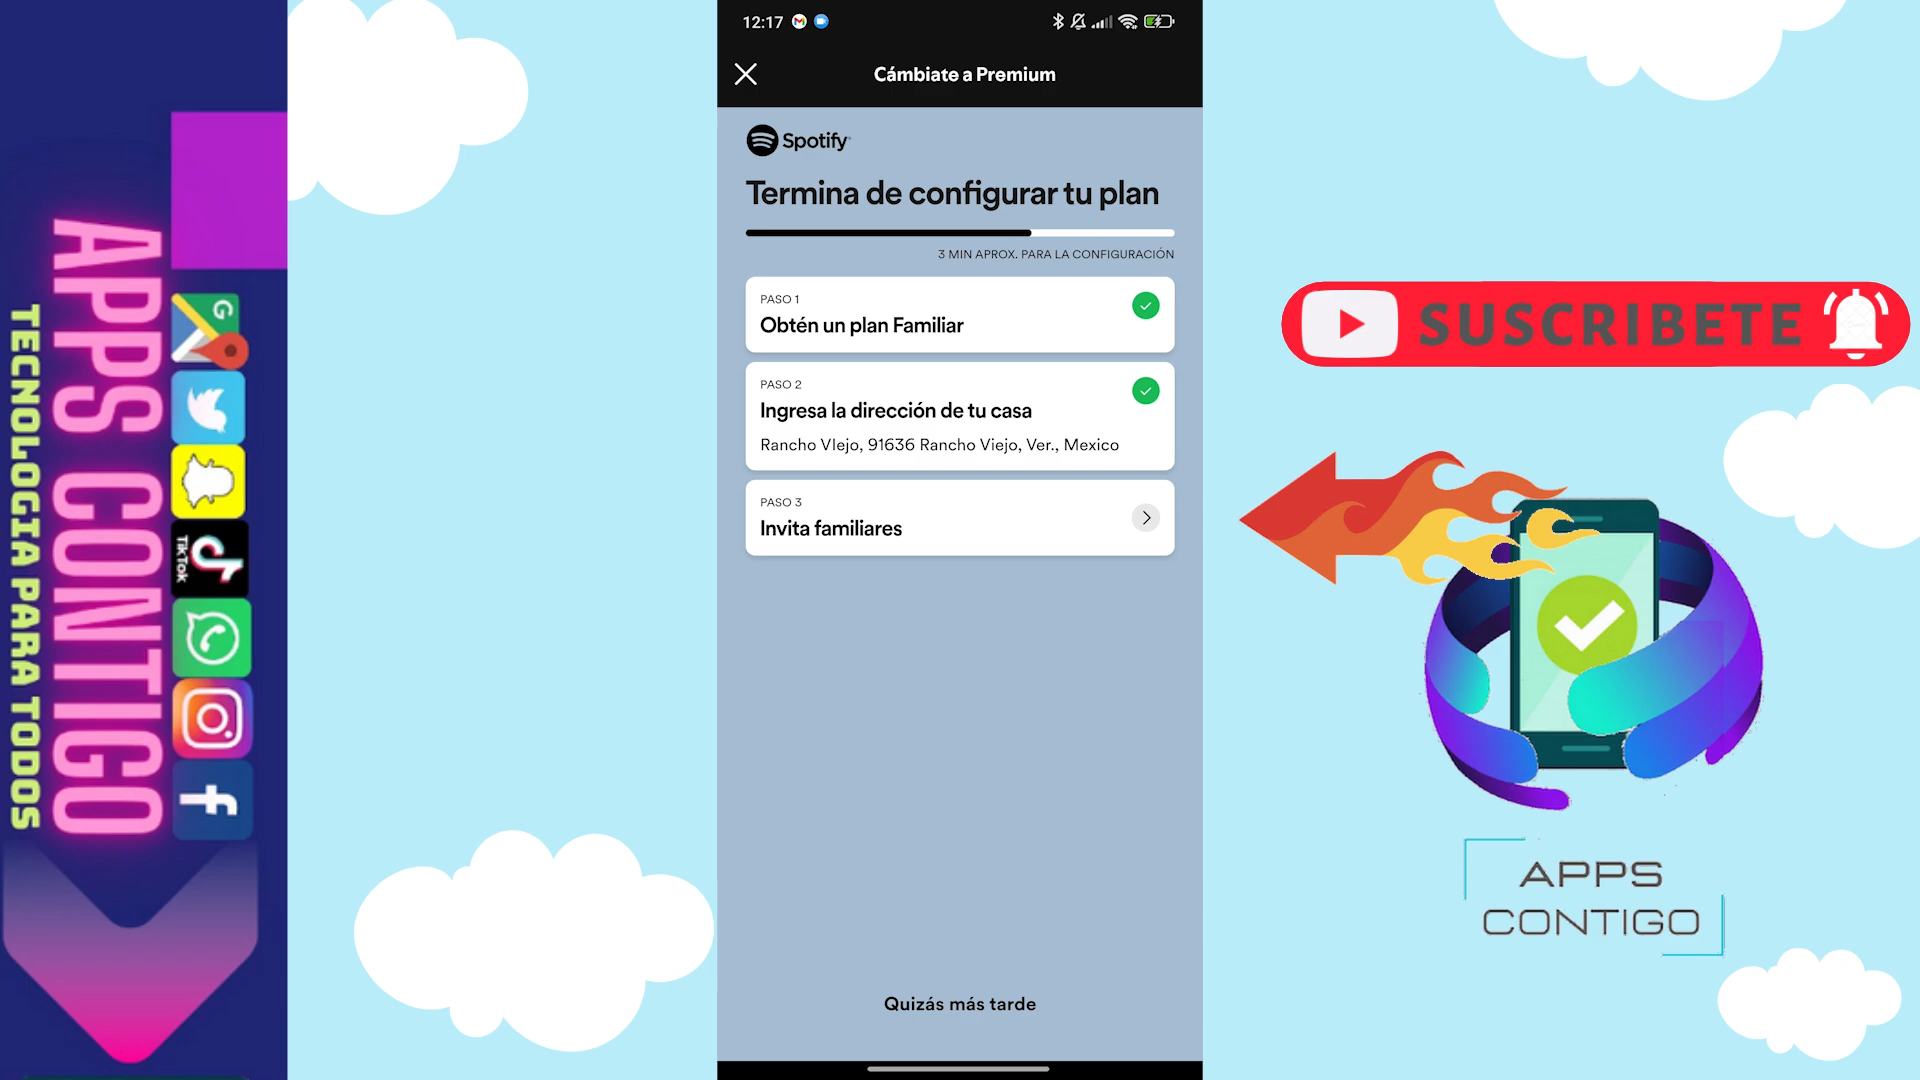 APPS CONTIGO
TECNOLOGIA PARA TODOS
G
TikTok
12:17
Cámbiate a Premium
Spotify
Termina de configurar tu plan
3 MIN APROX. PARA LA CONFIGURACIÓN
PASO 1
Obtén un plan Familiar
PASO 2
Ingresa la dirección de tu casa
Rancho VIejo, 91636 Rancho Viejo, Ver., Mexico
PASO 3
Invita familiares
Quizás más tarde
SUSCRIBETE
APPS
CONTIGO